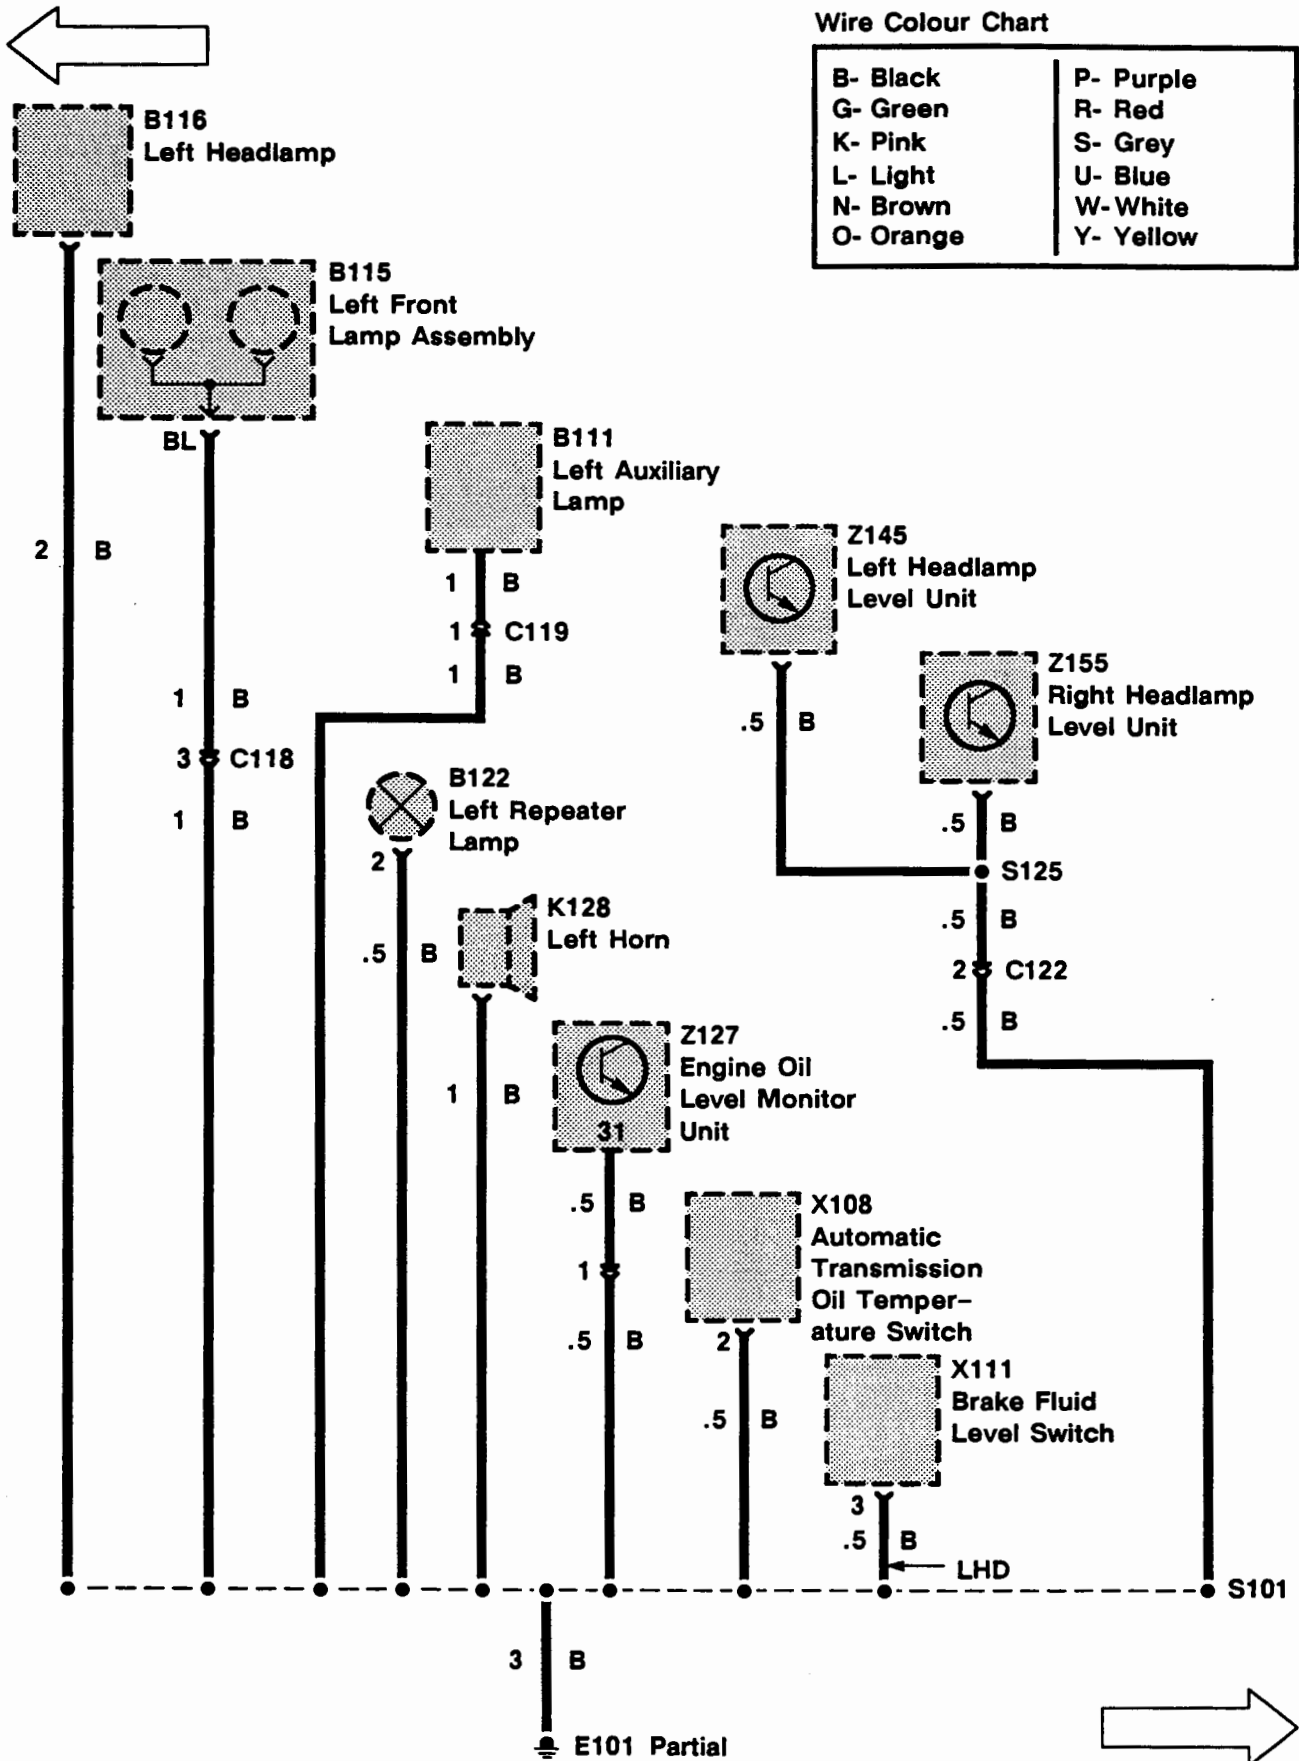 Wire Colour Chart
B- Black
G- Green
K- Pink
L- Light
N- Brown
O- Orange
P- Purple
R- Red
S- Grey
U- Blue
W- White
Y- Yellow
B116
Left Headlamp
B115
Left Front
Lamp Assembly
BL
B111
Left Auxiliary
Lamp
2 B
1 B
1 C119
1 B
Z145
Left Headlamp
Level Unit
Z155
Right Headlamp
Level Unit
.5 B
1 B
3 C118
1 B
B122
Left Repeater
Lamp
2
.5 B
S125
.5 B
2 C122
.5 B
K128
Left Horn
.5 B
1 B
Z127
Engine Oil
Level Monitor
Unit
31
.5 B
1
.5 B
X108
Automatic
Transmission
Oil Temper-
ature Switch
2
.5 B
X111
Brake Fluid
Level Switch
3
.5 B
LHD
S101
3 B
E101 Partial